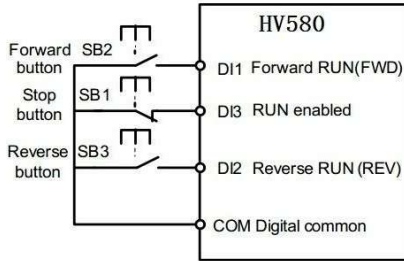 HV580
Forward button SB2 DI1 Forward RUN(FWD)
Stop button SB1 DI3 RUN enabled
Reverse button SB3 DI2 Reverse RUN (REV)
COM Digital common